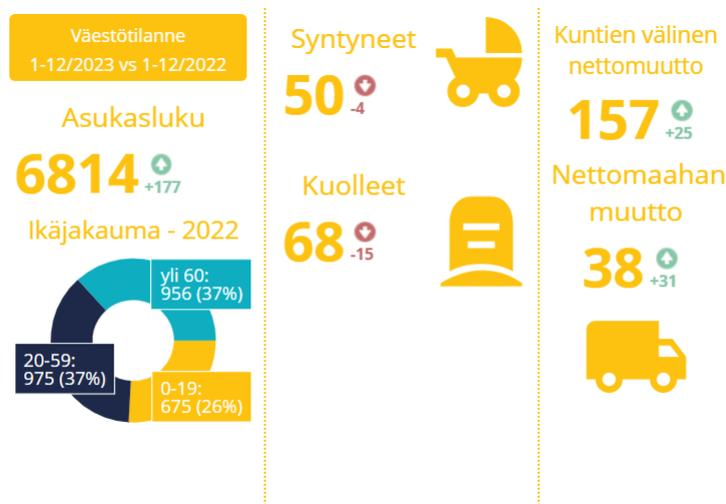 Väestötilanne
1-12/2023 vs 1-12/2022
Asukasluku
6814 +177
Ikäjakauma - 2022
yli 60:
956 (37%)
20-59:
975 (37%)
0-19:
675 (26%)
Syntyneet
50 -4
Kuolleet
68 -15
Kuntien välinen
nettomuutto
157 +25
Nettomaahan
muutto
38 +31